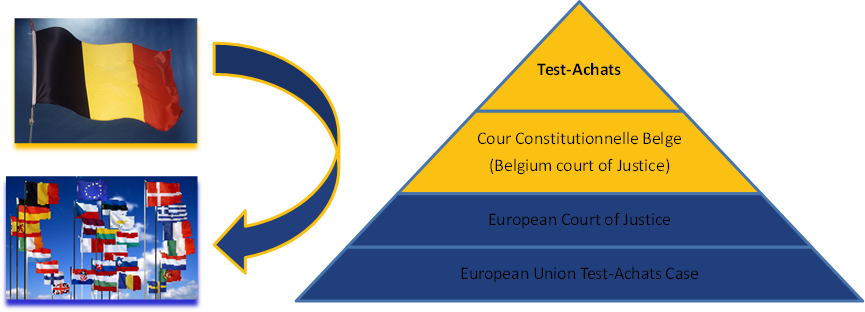 Test-Achats
Cour Constitutionnelle Belge
(Belgium court of Justice)
European Court of Justice
European Union Test-Achats Case